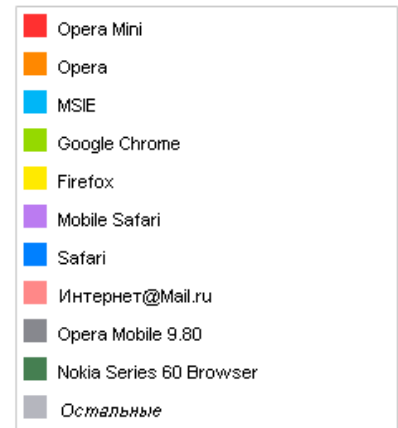 Opera Mini
Opera
MSIE
Google Chrome
Firefox
Mobile Safari
Safari
Интернет@Mail.ru
Opera Mobile 9.80
Nokia Series 60 Browser
Остальные